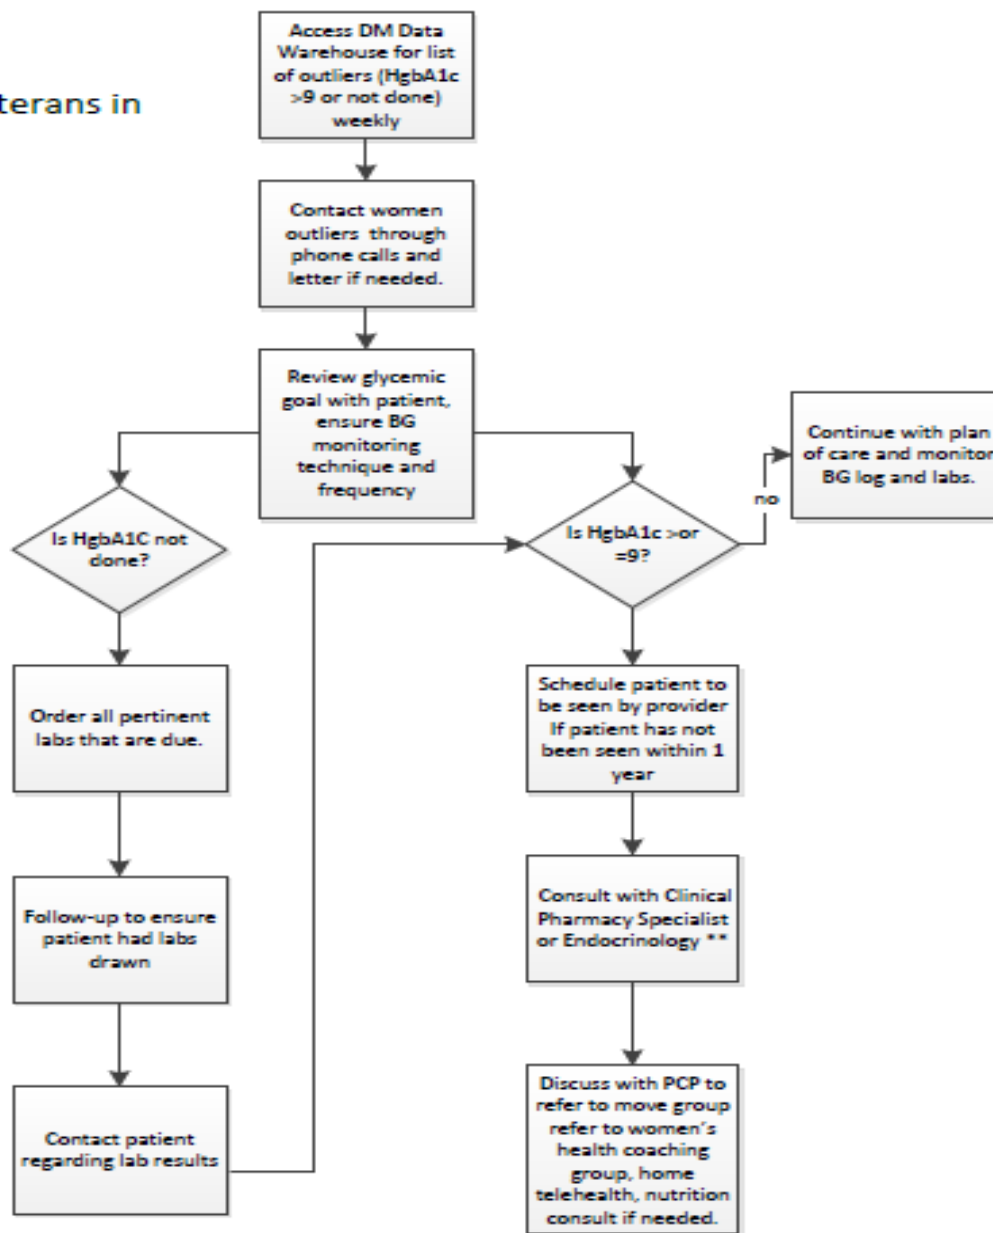 Access DM Data
Warehouse for list
of outliers (HgbA1c
>9 or not done)
weekly
terans in
Contact women
outliers through
phone calls and
letter if needed.
Review glycemic
goal with patient,
ensure BG
monitoring
technique and
frequency
Continue with plan
of care and monitor
BG log and labs.
no
Is HgbA1C not
done?
Is HgbA1c >or
=9?
Order all pertinent
labs that are due.
Schedule patient to
be seen by provider
If patient has not
been seen within 1
year
Follow-up to ensure
patient had labs
drawn
Consult with Clinical
Pharmacy Specialist
or Endocrinology **
Contact patient
regarding lab results
Discuss with PCP to
refer to move group
refer to women's
health coaching
group, home
telehealth, nutrition
consult if needed.